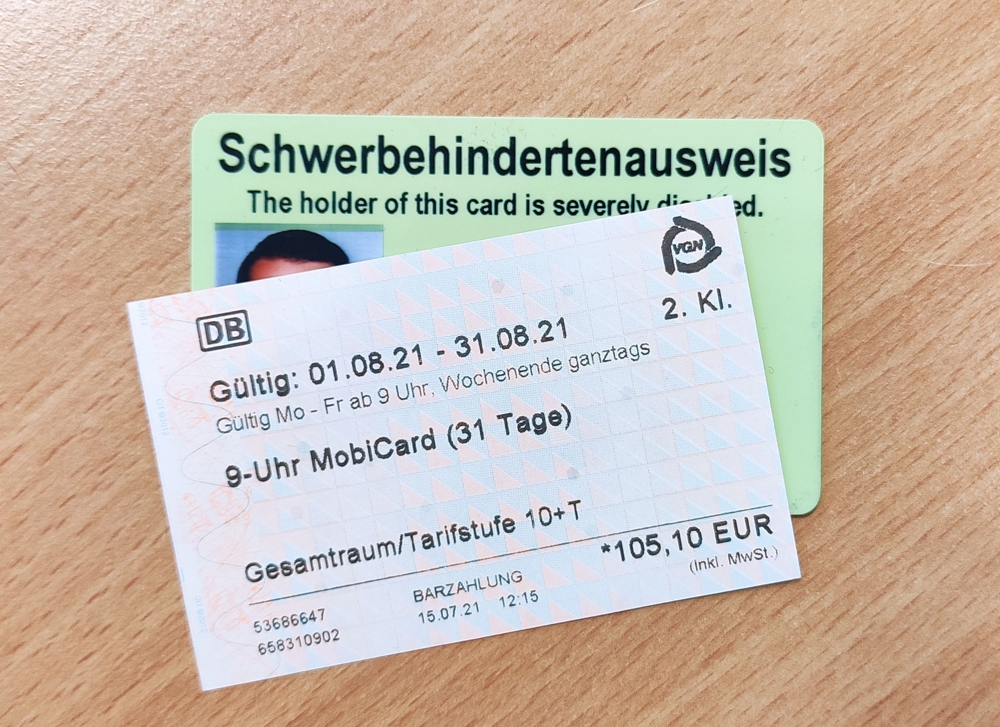 Schwerbehindertenausweis
The holder of this card is severely
VGN
DB
2. Kl.
Gültig: 01.08.21 - 31.08.21
Gültig Mo - Fr ab 9 Uhr, Wochenende ganztags
9-Uhr MobiCard (31 Tage)
Gesamtraum/Tarifstufe 10+T
*105,10 EUR
(Inkl. MwSt.)
53686647
BARZAHLUNG
658310902
15.07.21 12:15